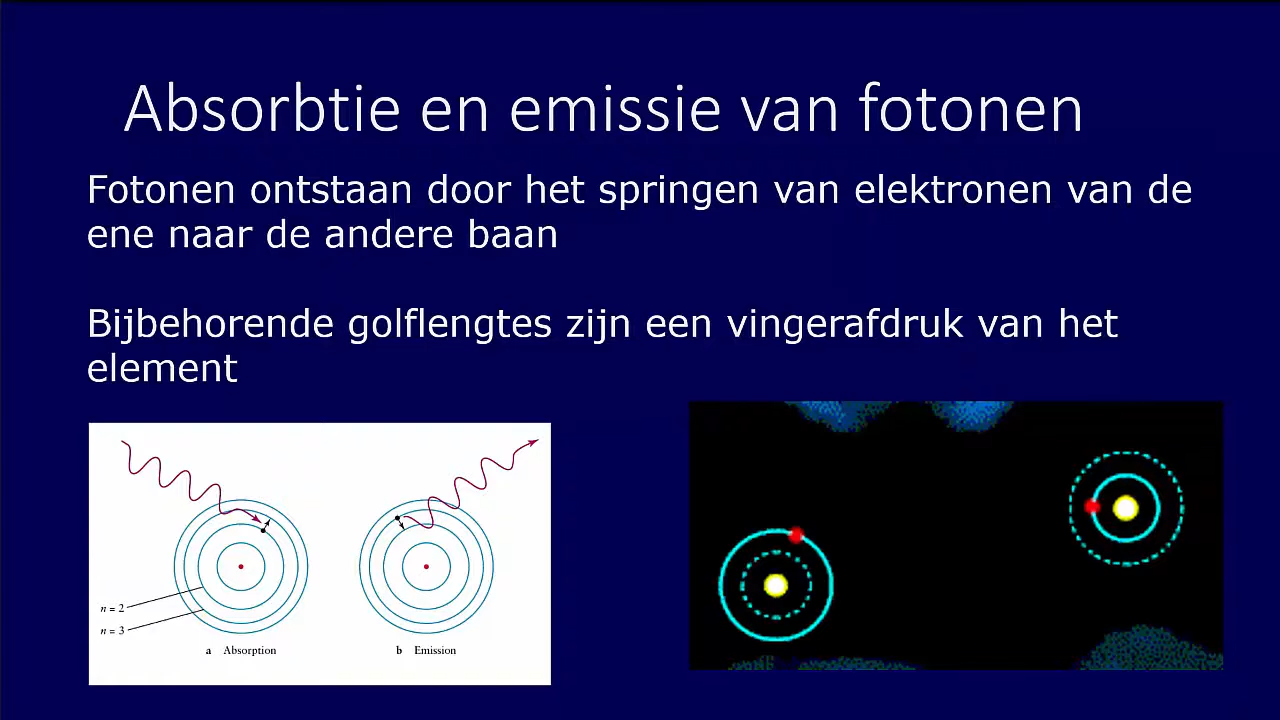 Absorbtie en emissie van fotonen
Fotonen ontstaan door het springen van elektronen van de
ene naar de andere baan
Bijbehorende golflengtes zijn een vingerafdruk van het
element
n = 2
n = 3
a Absorption
b Emission